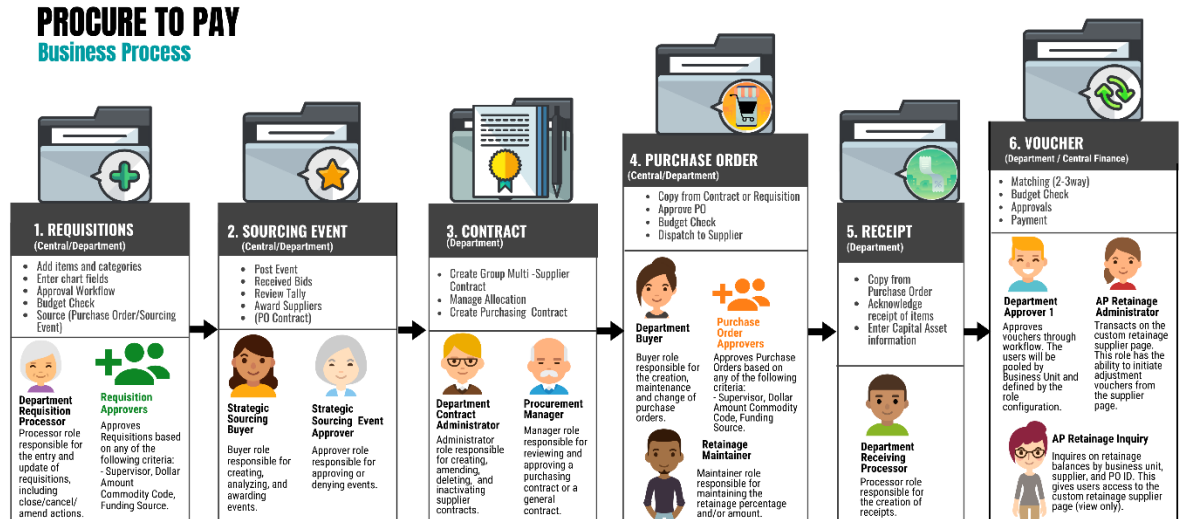 PROCURE TO PAY
Business Process
1. REQUISITIONS
(Central/Department)
• Add items and categories
• Enter chart fields
• Approval Workflow
• Budget Check
• Source (Purchase Order/Sourcing
Event)
Department
Requisition
Processor
Processor role
responsible for
the entry and
update of
requisitions,
including
close/cancel/
amend actions.
Requisition
Approvers
Approves
Requisitions based
on any of the
following criteria:
- Supervisor, Dollar
Amount
Commodity Code,
Funding Source.
2. SOURCING EVENT
(Central/Department)
• Post Event
• Received Bids
• Review Tally
• Award Suppliers
(PO Contract)
Strategic
Sourcing
Buyer
Buyer role
responsible for
creating,
analyzing, and
awarding
events.
Strategic
Sourcing Event
Approver
Approver role
responsible for
approving or
denying events.
3. CONTRACT
(Department)
• Create Group Multi -Supplier
Contract
• Manage Allocation
• Create Purchasing Contract
Department
Contract
Administrator
Administrator
role responsible
for creating,
amending,
deleting, and
inactivating
supplier
contracts.
Procurement
Manager
Manager role
responsible for
reviewing and
approving a
purchasing
contract or a
general
contract.
4. PURCHASE ORDER
(Central/Department)
• Copy from Contract or Requisition
• Approve PO
• Budget Check
• Dispatch to Supplier
Department
Buyer
Buyer role
responsible for
the creation,
maintenance
and change of
purchase
orders.
Purchase
Order
Approvers
Approves Purchase
Orders based on
any of the following
criteria:
- Supervisor, Dollar
Amount Commodity
Code, Funding
Source.
Retainage
Maintainer
Maintainer role
responsible for
maintaining the
retainage percentage
and/or amount.
5. RECEIPT
(Department)
• Copy from
Purchase Order
• Acknowledge
receipt of items
• Enter Capital Asset
information
Department
Receiving
Processor
Processor role
responsible for
the creation of
receipts.
6. VOUCHER
(Department / Central Finance)
• Matching (2-3way)
• Budget Check
• Approvals
• Payment
Department
Approver 1
Approves
vouchers through
workflow. The
users will be
pooled by
Business Unit and
defined by the
role
configuration.
AP Retainage
Administrator
Transacts on the
custom retainage
supplier page.
This role has the
ability to initiate
adjustment
vouchers from
the supplier
page.
AP Retainage Inquiry
Inquires on retainage
balances by business unit,
supplier, and PO ID. This
gives users access to the
custom retainage supplier
page (view only).